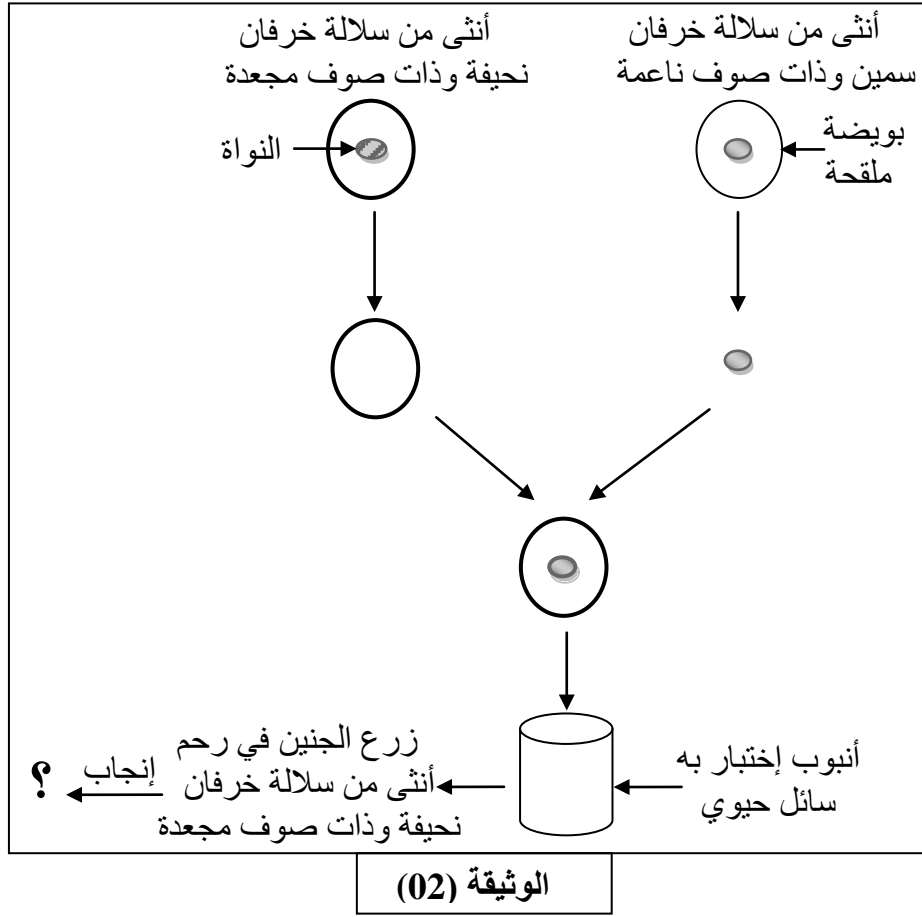 أنثى من سلالة خرفان
سمين وذات صوف ناعمة
أنثى من سلالة خرفان
نحيفة وذات صوف مجعدة
بويضة
ملقحة
النواة
أنبوب إختبار به
سائل حيوي
زرع الجنين في رحم
أنثى من سلالة خرفان
نحيفة وذات صوف مجعدة
إنجاب
؟
الوثيقة (02)